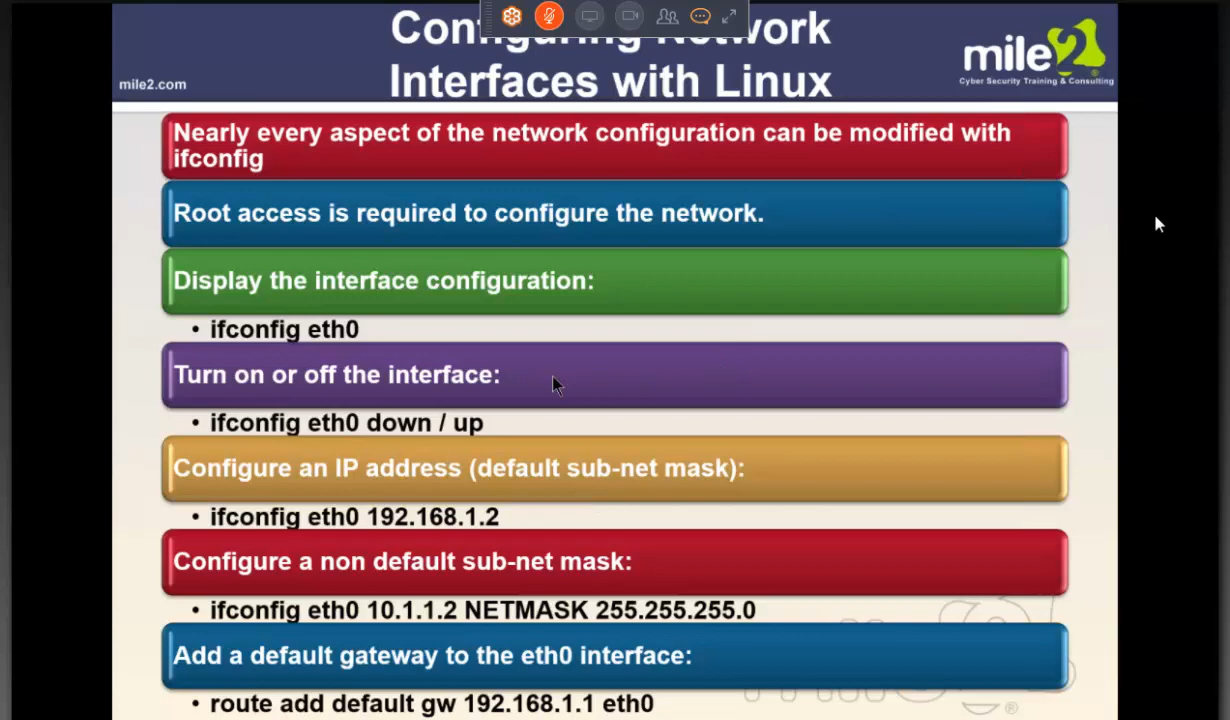 Configuring Network
Interfaces with Linux
mile2.com
mile2
Cyber Security Training & Consulting
Nearly every aspect of the network configuration can be modified with
ifconfig
Root access is required to configure the network.
Display the interface configuration:
• ifconfig eth0
Turn on or off the interface:
• ifconfig eth0 down / up
Configure an IP address (default sub-net mask):
• ifconfig eth0 192.168.1.2
Configure a non default sub-net mask:
• ifconfig eth0 10.1.1.2 NETMASK 255.255.255.0
Add a default gateway to the eth0 interface:
• route add default gw 192.168.1.1 eth0